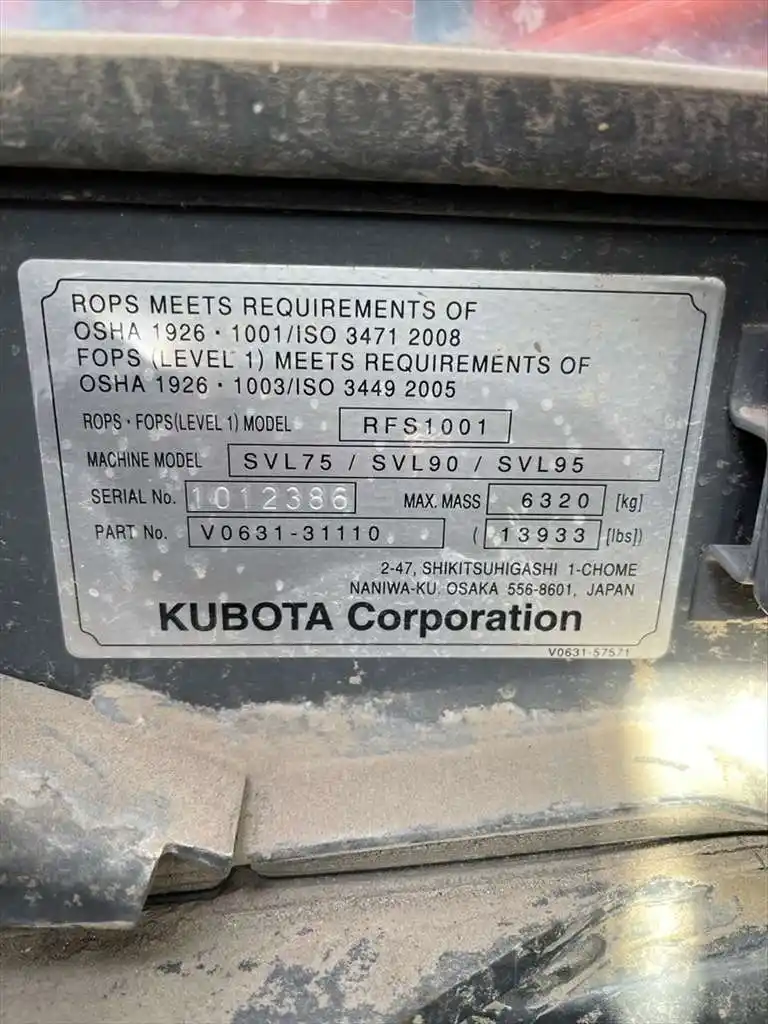 ROPS MEETS REQUIREMENTS OF
OSHA 1926・1001/ISO 3471 2008
FOPS (LEVEL 1) MEETS REQUIREMENTS OF
OSHA 1926・1003/ISO 3449 2005
ROPS・FOPS(LEVEL 1) MODEL RFS1001
MACHINE MODEL SVL75 / SVL90 / SVL95
SERIAL No. 1012386 MAX. MASS 6320 [kg]
PART No. V0631-31110 ( 13933 [lbs])
2-47, SHIKITSUHIGASHI 1-CHOME
NANIWA-KU, OSAKA 556-8601, JAPAN
KUBOTA Corporation
V0631-57571